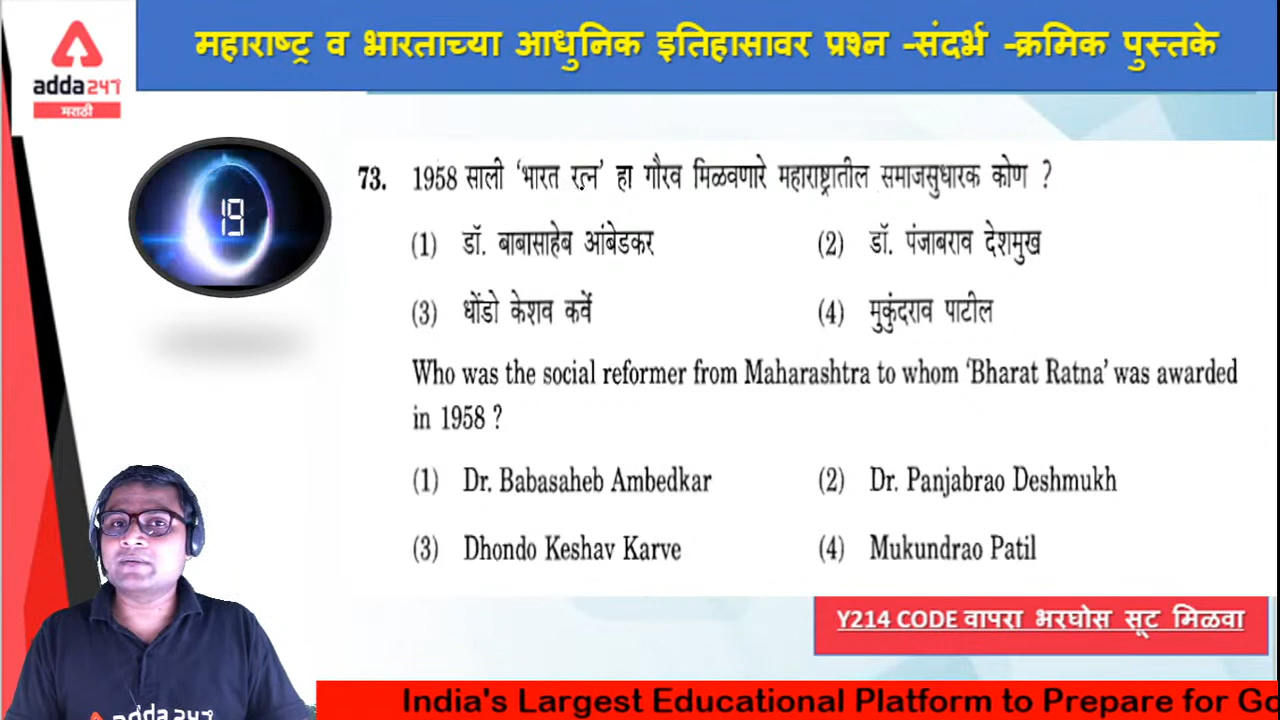 महाराष्ट्र व भारताच्या आधुनिक इतिहासावर प्रश्न -संदर्भ -क्रमिक पुस्तके
adda247
मराठी
19
73. 1958 साली ‘भारत रत्न’ हा गौरव मिळवणारे महाराष्ट्रातील समाजसुधारक कोण ?
(1) डॉ. बाबासाहेब आंबेडकर (2) डॉ. पंजाबराव देशमुख
(3) धोंडो केशव कर्वे (4) मुकुंदराव पाटील
Who was the social reformer from Maharashtra to whom ‘Bharat Ratna’ was awarded
in 1958 ?
(1) Dr. Babasaheb Ambedkar (2) Dr. Panjabrao Deshmukh
(3) Dhondo Keshav Karve (4) Mukundrao Patil
Y214 CODE वापरा भरघोस सूट मिळवा
adda247
India's Largest Educational Platform to Prepare for Go